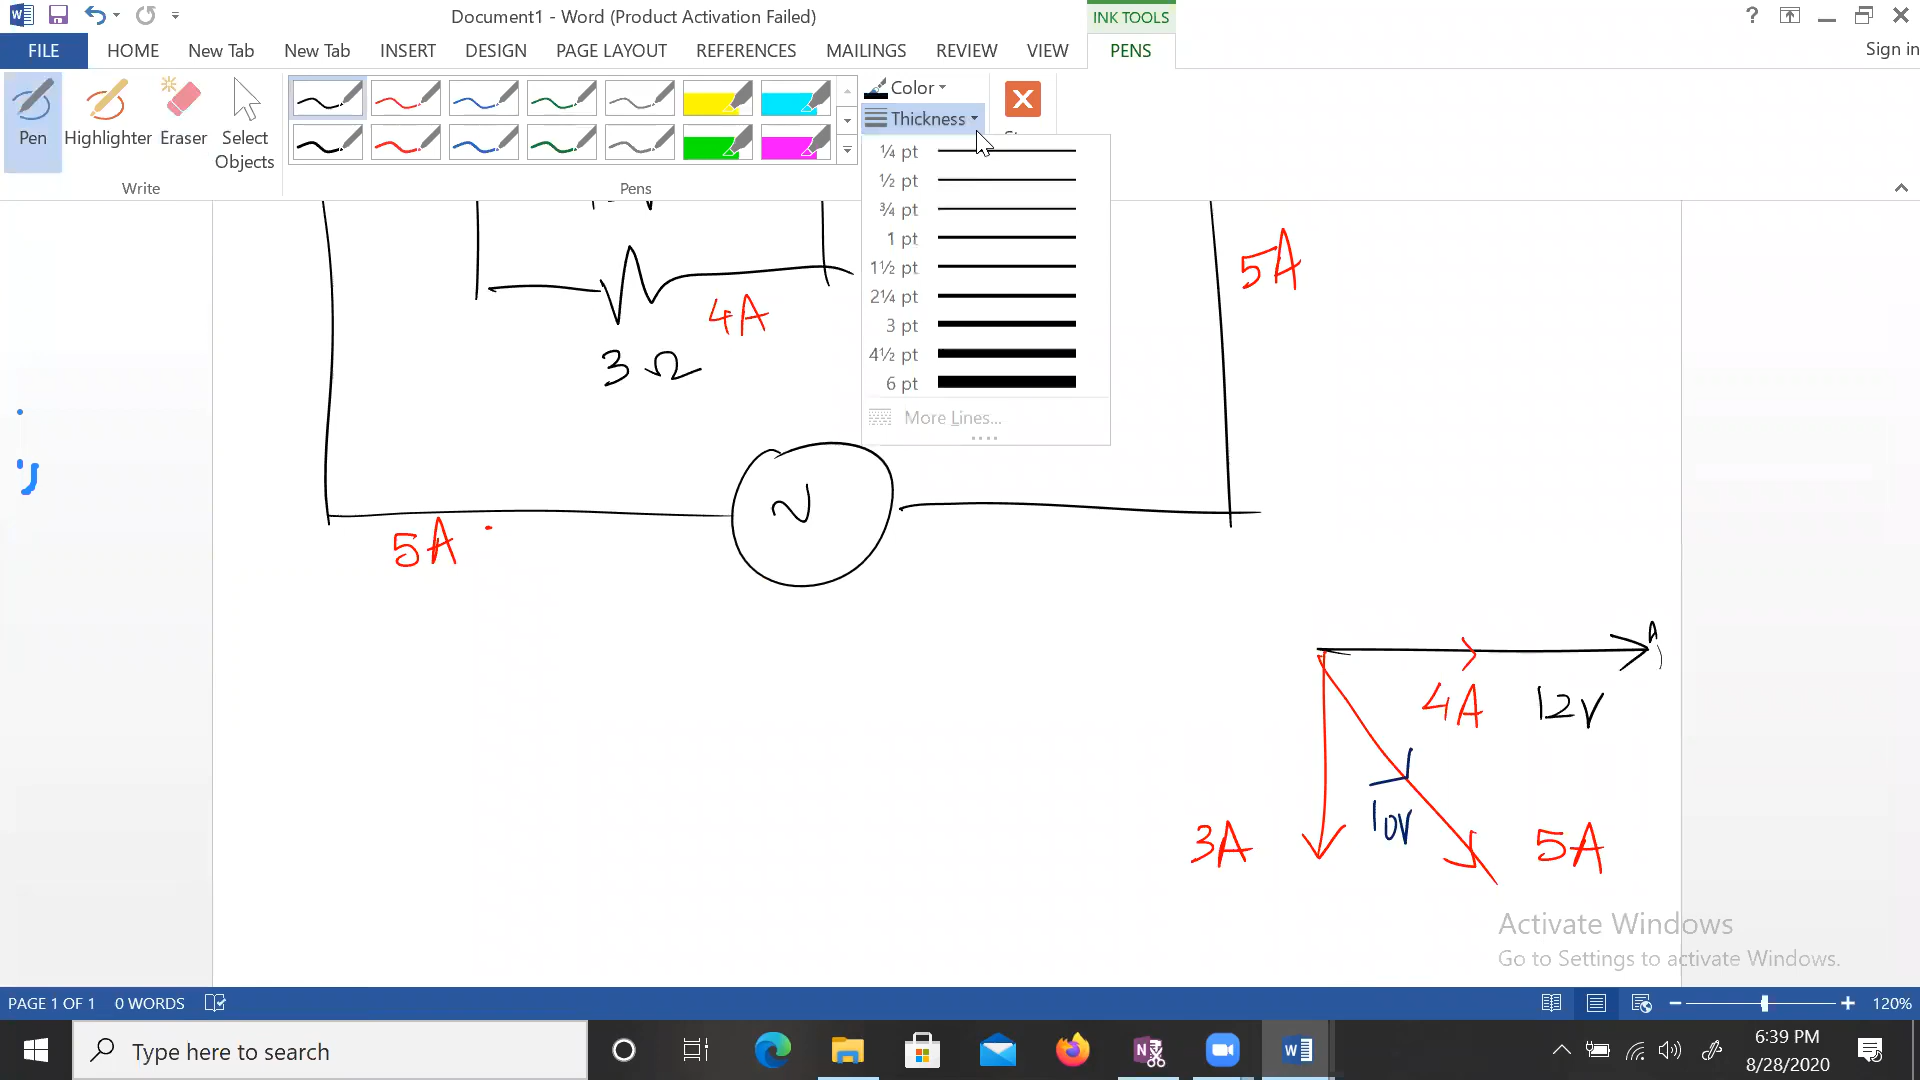 Document1 - Word (Product Activation Failed)
INK TOOLS
?
FILE
HOME
New Tab
New Tab
INSERT
DESIGN
PAGE LAYOUT
REFERENCES
MAILINGS
REVIEW
VIEW
PENS
Sign in
Pen
Highlighter
Eraser
Select
Objects
Color
Thickness
Write
Pens
¼ pt
½ pt
¾ pt
1 pt
1½ pt
2¼ pt
3 pt
4½ pt
6 pt
More Lines...
5A
4A
3 Ω
5A
4A
12V
10V
3A
5A
Activate Windows
Go to Settings to activate Windows.
PAGE 1 OF 1
0 WORDS
120%
Type here to search
6:39 PM
8/28/2020